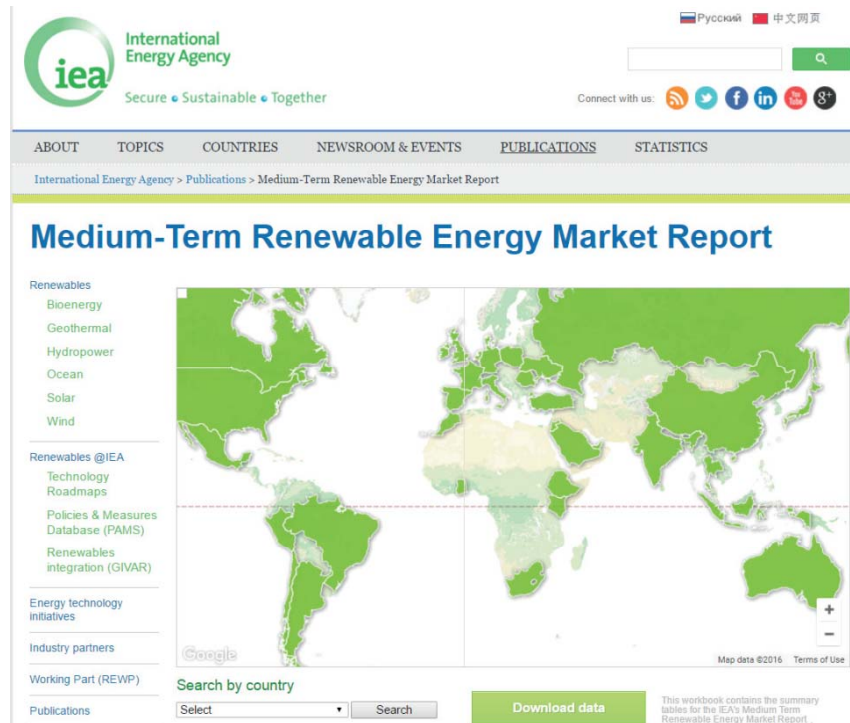 Русский 中文网页
iea
International
Energy Agency
Secure • Sustainable • Together
Connect with us:
You
Tube
8+
ABOUT TOPICS COUNTRIES NEWSROOM & EVENTS PUBLICATIONS STATISTICS
International Energy Agency > Publications > Medium-Term Renewable Energy Market Report
Medium-Term Renewable Energy Market Report
Renewables
Bioenergy
Geothermal
Hydropower
Ocean
Solar
Wind
Renewables @IEA
Technology
Roadmaps
Policies & Measures
Database (PAMS)
Renewables
integration (GIVAR)
Energy technology
initiatives
Industry partners
Working Part (REWP)
Publications
Google
+
−
Map data ©2016 Terms of Use
Search by country
Select
Search
Download data
This workbook contains the summary
tables for the IEA's Medium Term
Renewable Energy Market Report .